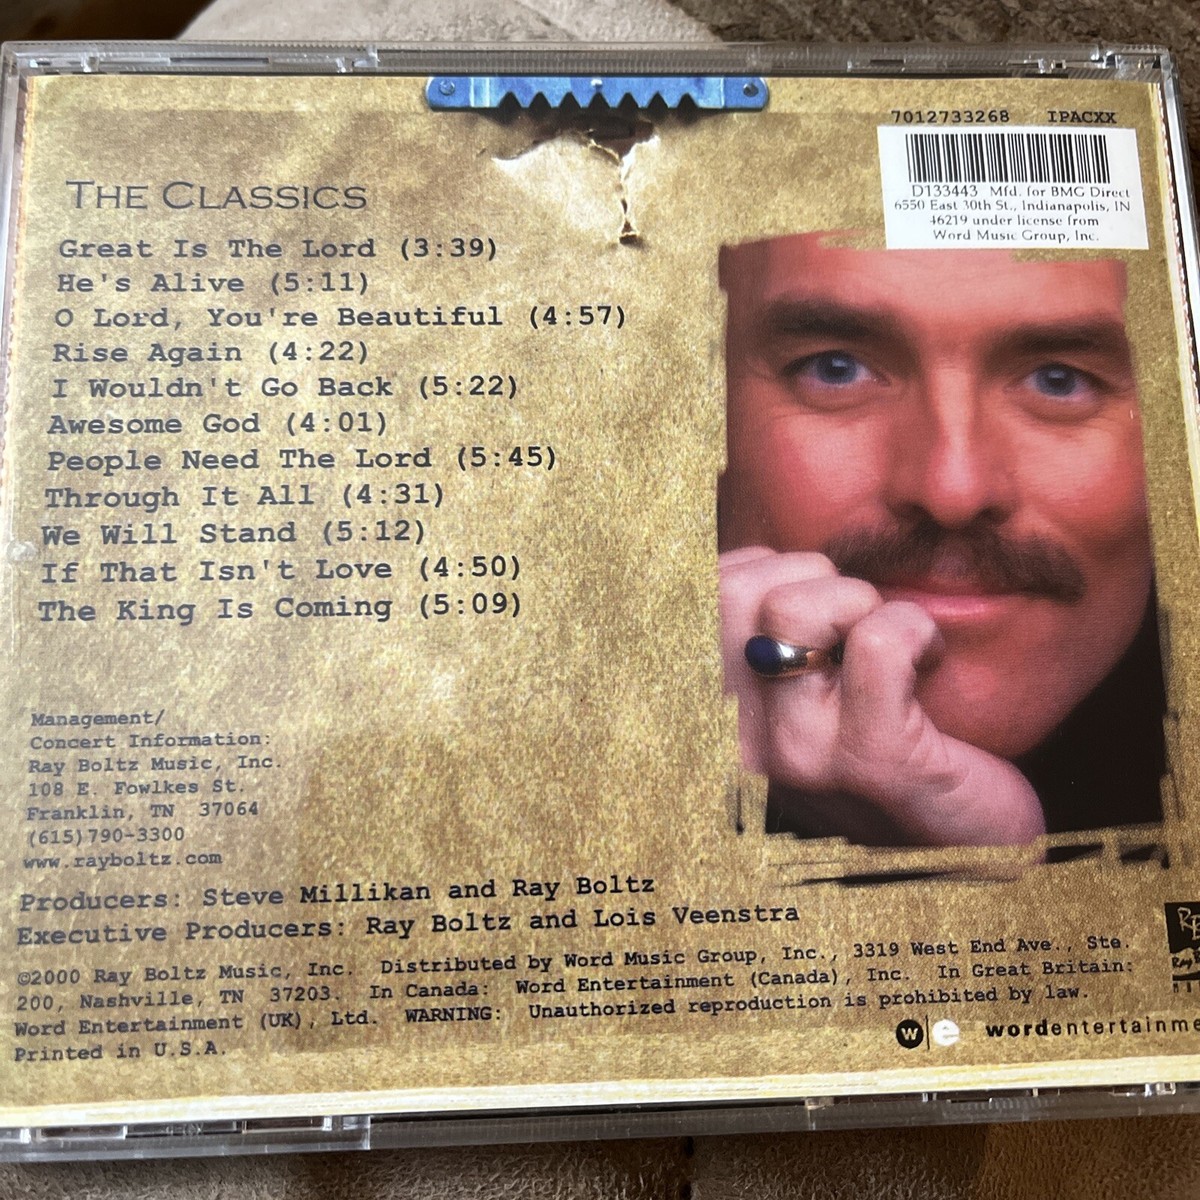 7012733268 IPACXX
D133443 Mfd. for BMG Direct
6550 East 30th St., Indianapolis, IN
46219 under license from
Word Music Group, Inc.
THE CLASSICS
Great Is The Lord (3:39)
He's Alive (5:11)
O Lord, You're Beautiful (4:57)
Rise Again (4:22)
I Wouldn't Go Back (5:22)
Awesome God (4:01)
People Need The Lord (5:45)
Through It All (4:31)
We Will Stand (5:12)
If That Isn't Love (4:50)
The King Is Coming (5:09)
Management/
Concert Information:
Ray Boltz Music, Inc.
108 E. Fowlkes St.
Franklin, TN 37064
(615)790-3300
www.rayboltz.com
Producers: Steve Millikan and Ray Boltz
Executive Producers: Ray Boltz and Lois Veenstra
©2000 Ray Boltz Music, Inc. Distributed by Word Music Group, Inc., 3319 West End Ave., Ste.
200, Nashville, TN 37203. In Canada: Word Entertainment (Canada), Inc. In Great Britain:
Word Entertainment (UK), Ltd. WARNING: Unauthorized reproduction is prohibited by law.
Printed in U.S.A.
w e wordentertainme